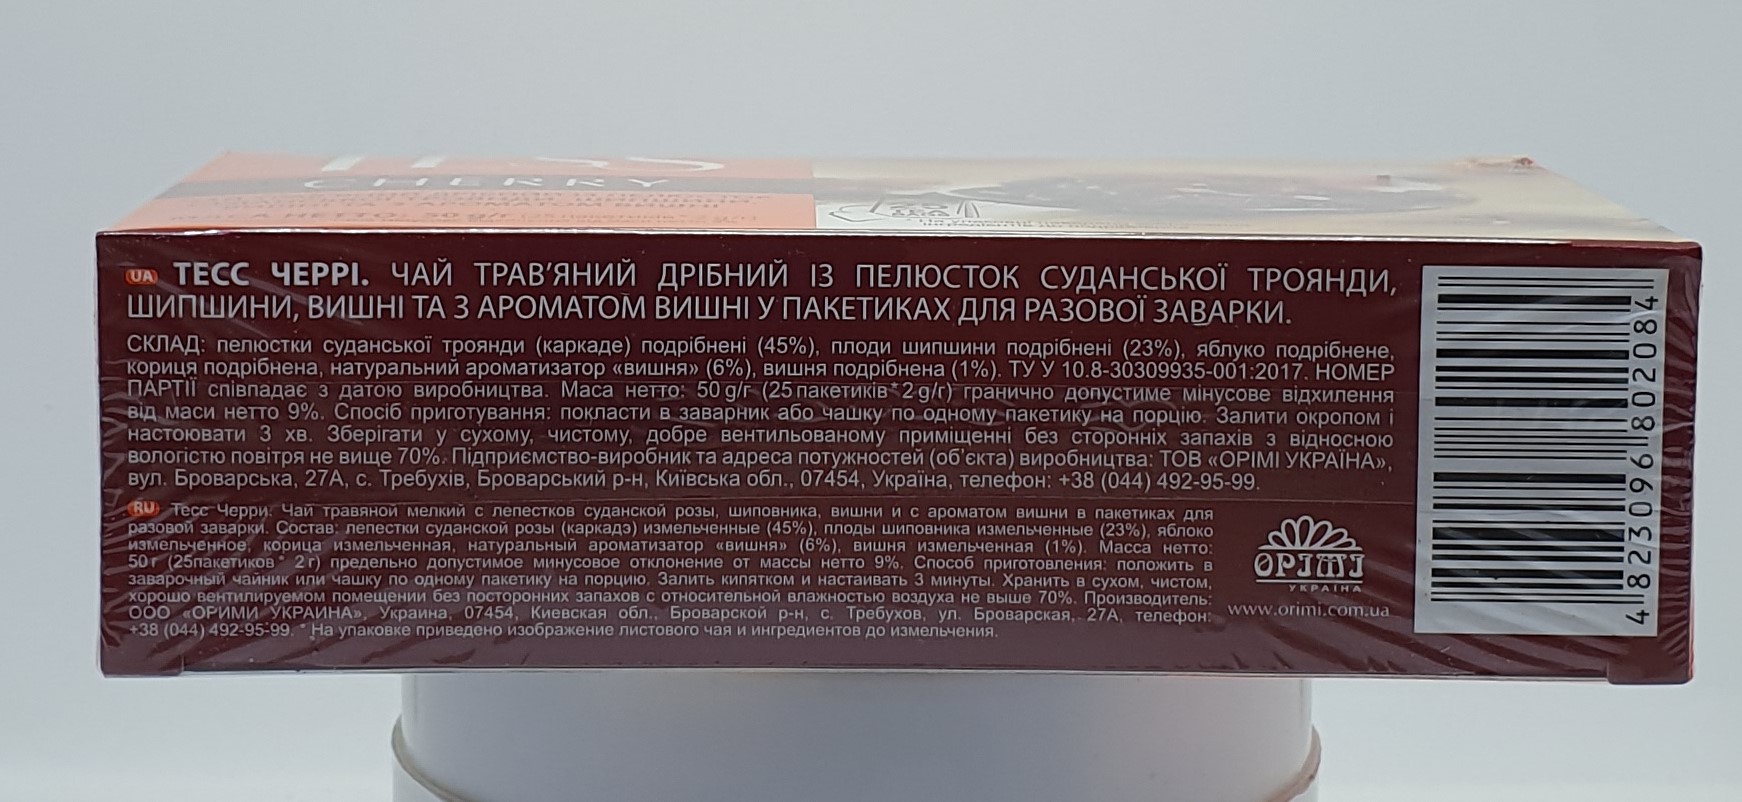 CHERRY
UA ТЕСС ЧЕРРІ. ЧАЙ ТРАВ'ЯНИЙ ДРІБНИЙ ІЗ ПЕЛЮСТОК СУДАНСЬКОЇ ТРОЯНДИ,
ШИПШИНИ, ВИШНІ ТА З АРОМАТОМ ВИШНІ У ПАКЕТИКАХ ДЛЯ РАЗОВОЇ ЗАВАРКИ.
СКЛАД: пелюстки суданської троянди (каркаде) подрібнені (45%), плоди шипшини подрібнені (23%), яблуко подрібнене,
кориця подрібнена, натуральний ароматизатор «вишня» (6%), вишня подрібнена (1%). ТУ У 10.8-30309935-001:2017. НОМЕР
ПАРТІЇ співпадає з датою виробництва. Маса нетто: 50 g/г (25 пакетиків * 2 g/г) гранично допустиме мінусове відхилення
від маси нетто 9%. Спосіб приготування: покласти в заварник або чашку по одному пакетику на порцію. Залити окропом і
настоювати 3 хв. Зберігати у сухому, чистому, добре вентильованому приміщенні без сторонніх запахів з відносною
вологістю повітря не вище 70%. Підприємство-виробник та адреса потужностей (об'єкта) виробництва: ТОВ «ОРІМІ УКРАЇНА»,
вул. Броварська, 27А, с. Требухів, Броварський р-н, Київська обл., 07454, Україна, телефон: +38 (044) 492-95-99.
RU Тесс Черри. Чай травяной мелкий с лепестков суданской розы, шиповника, вишни и с ароматом вишни в пакетиках для
разовой заварки. Состав: лепестки суданской розы (каркадэ) измельченные (45%), плоды шиповника измельченные (23%), яблоко
измельченное, корица измельченная, натуральный ароматизатор «вишня» (6%), вишня измельченная (1%). Масса нетто:
50 г (25пакетиков * 2 г) предельно допустимое минусовое отклонение от массы нетто 9%. Способ приготовления: положить в
заварочный чайник или чашку по одному пакетику на порцию. Залить кипятком и настаивать 3 минуты. Хранить в сухом, чистом,
хорошо вентилируемом помещении без посторонних запахов с относительной влажностью воздуха не выше 70%. Производитель:
ООО «ОРИМИ УКРАИНА», Украина, 07454, Киевская обл., Броварской р-н, с. Требухов, ул. Броварская, 27А, телефон:
+38 (044) 492-95-99. * На упаковке приведено изображение листового чая и ингредиентов до измельчения.
ОРІМІ
УКРАЇНА
www.orimi.com.ua
4 823096 802084